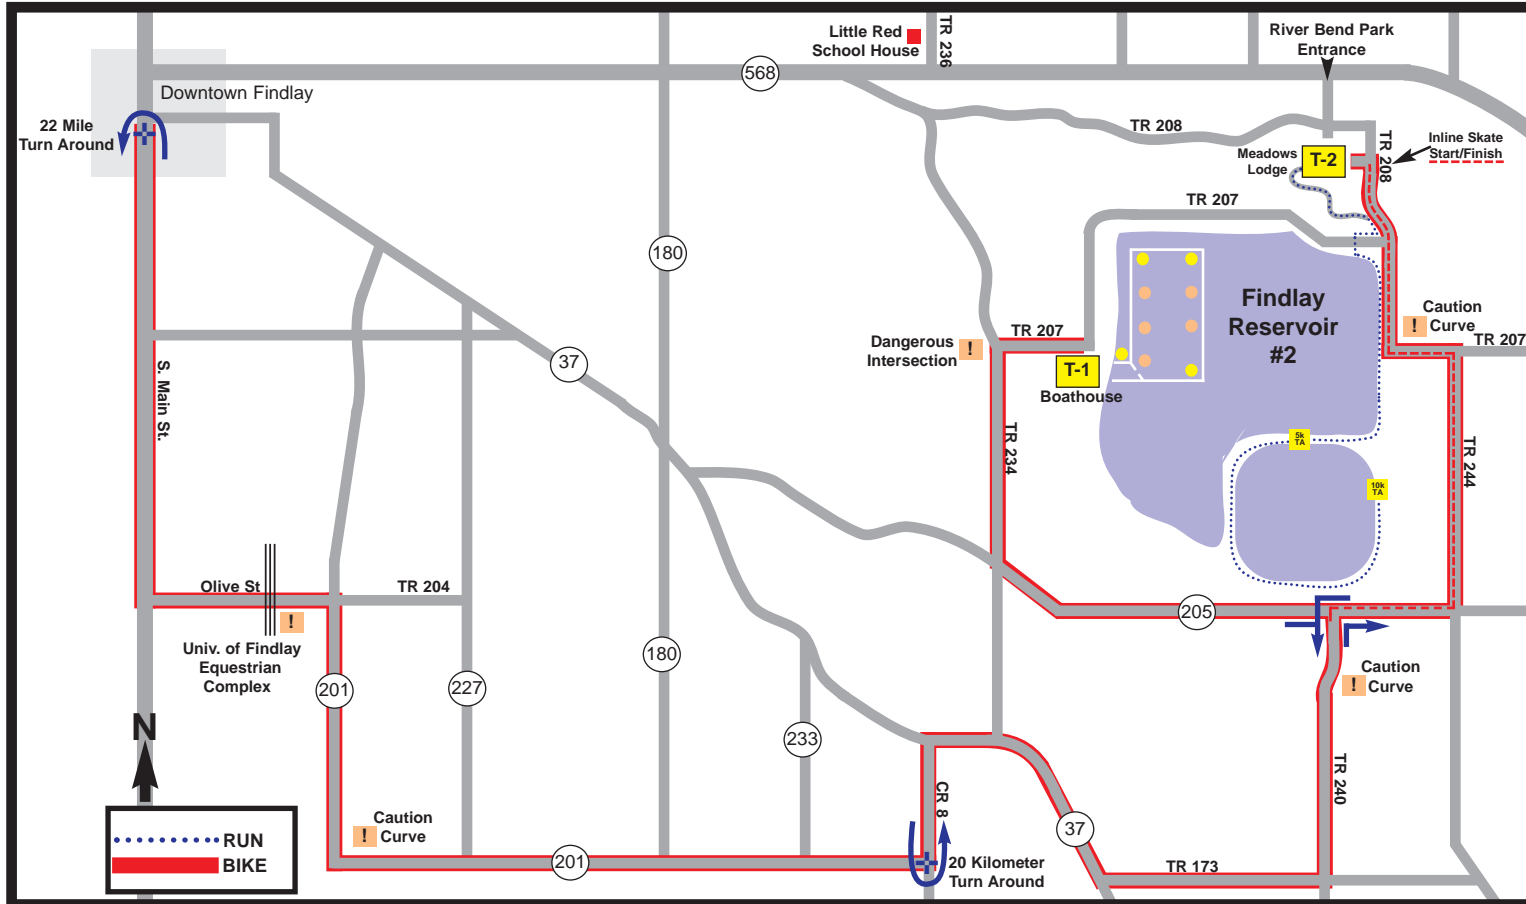 Little Red
School House
TR 236
River Bend Park
Entrance
568
Downtown Findlay
22 Mile
Turn Around
TR 208
TR 208
Inline Skate
Start/Finish
Meadows
Lodge
T-2
TR 207
180
Findlay
Reservoir
#2
Caution
Curve
!
TR 207
Dangerous
Intersection
!
TR 207
T-1
Boathouse
37
S. Main St.
TR 234
5k
TA
10k
TA
TR 244
Olive St
TR 204
!
Univ. of Findlay
Equestrian
Complex
205
180
201
227
233
Caution
Curve
!
N
TR 240
CR 8
37
Caution
Curve
!
RUN
BIKE
201
20 Kilometer
Turn Around
TR 173